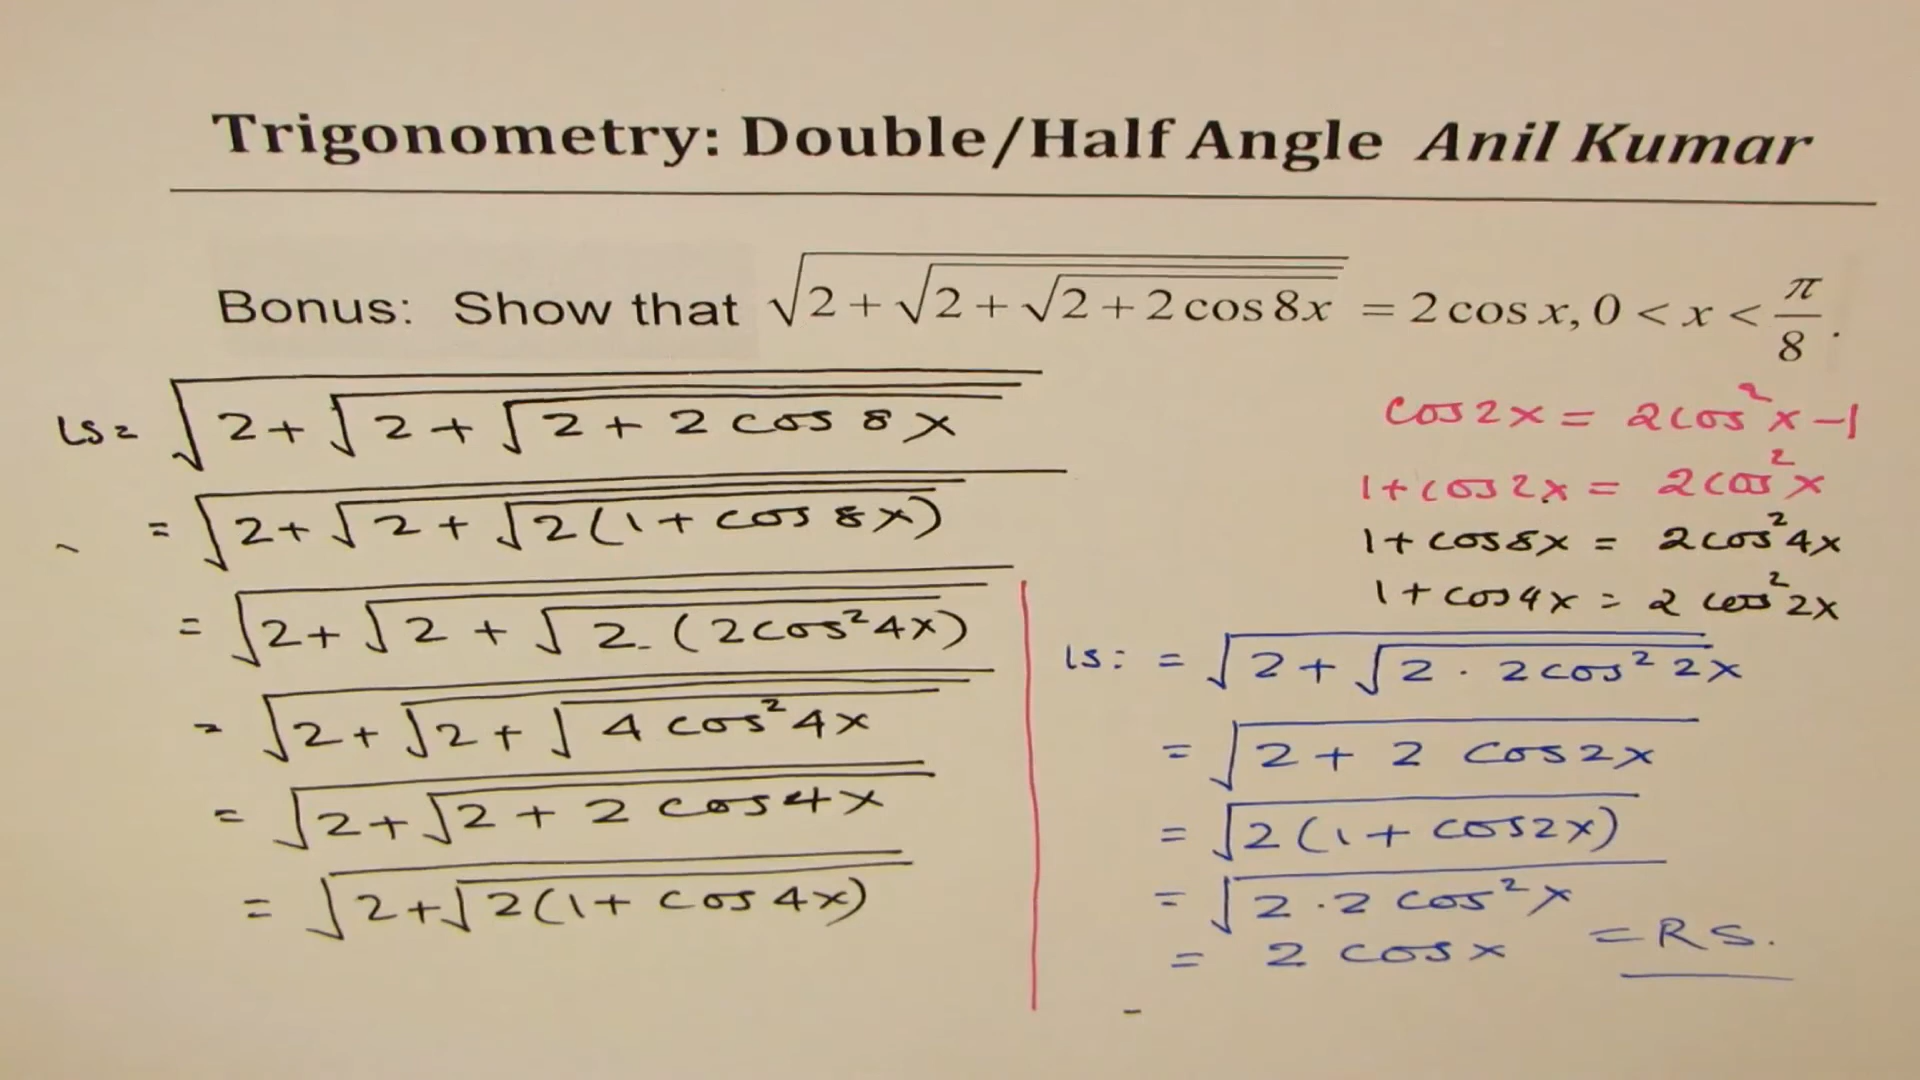 Trigonometry: Double/Half Angle Anil Kumar
Bonus: Show that √(2 + √(2 + √(2 + 2 cos 8x))) = 2 cos x, 0 < x < π/8.
LS = √(2 + √(2 + √(2 + 2 cos 8x)))
= √(2 + √(2 + √(2(1 + cos 8x))))
= √(2 + √(2 + √(2 · (2cos²4x))))
= √(2 + √(2 + √(4 cos²4x)))
= √(2 + √(2 + 2 cos 4x))
= √(2 + √(2(1 + cos 4x)))
cos 2x = 2cos²x - 1
1 + cos 2x = 2cos²x
1 + cos 8x = 2cos²4x
1 + cos 4x = 2 cos²2x
LS: = √(2 + √(2 · 2cos²2x))
= √(2 + 2 cos 2x)
= √(2(1 + cos 2x))
= √(2 · 2 cos²x)
= 2 cos x = RS.